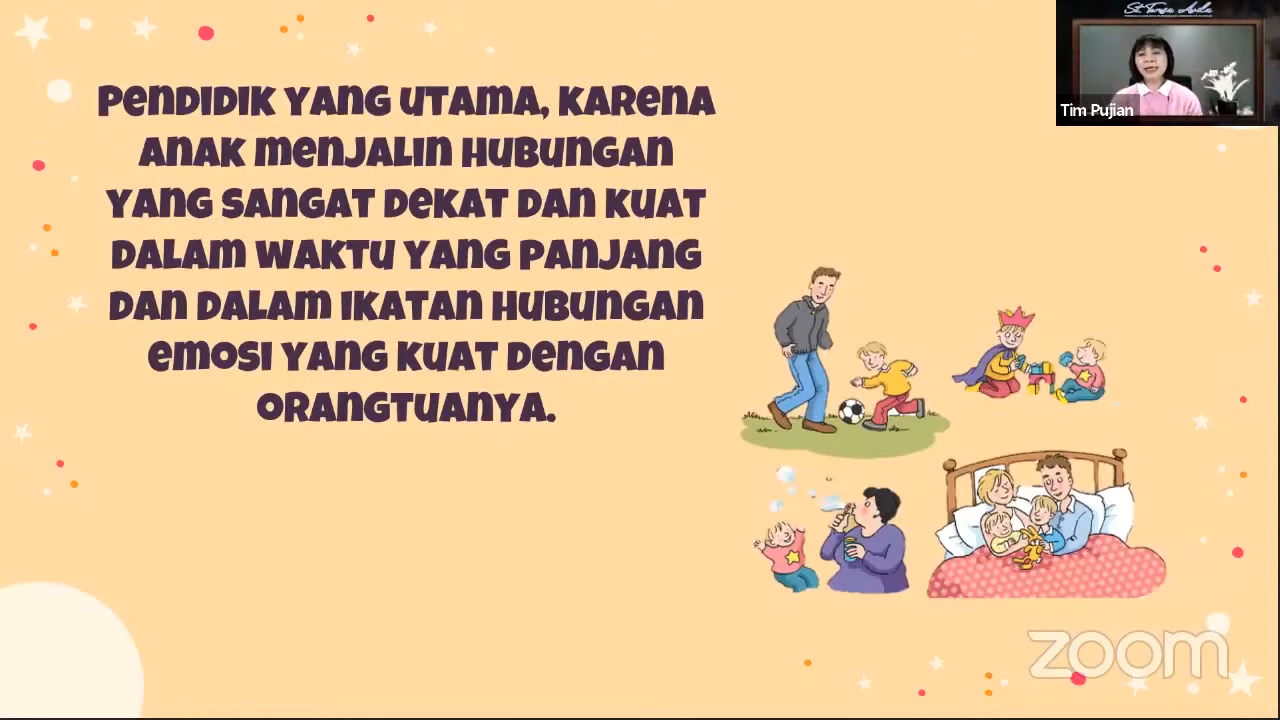 Pendidik yang utama, karena
anak menjalin hubungan
yang sangat dekat dan kuat
dalam waktu yang panjang
dan dalam ikatan hubungan
emosi yang kuat dengan
orangtuanya.
Tim Pujian
zoom